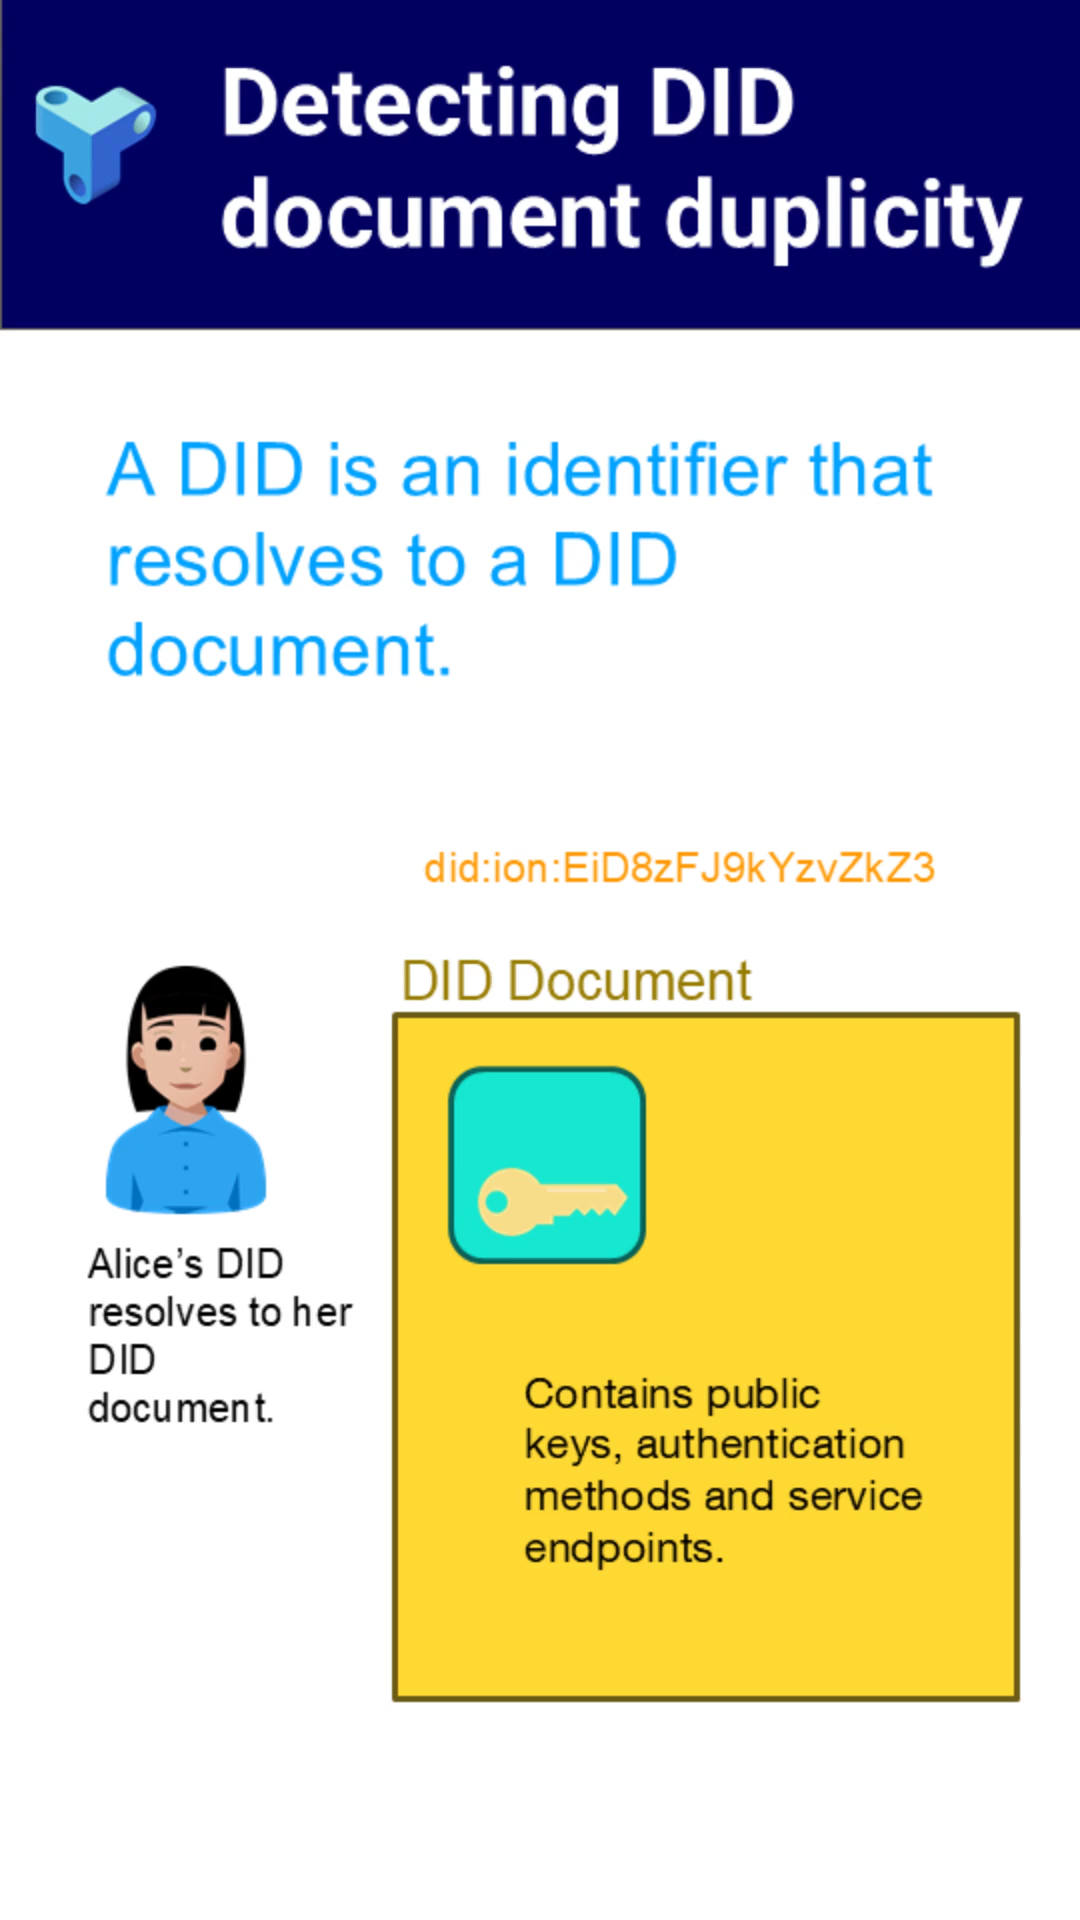 Detecting DID
document duplicity
A DID is an identifier that
resolves to a DID
document.
did:ion:EiD8zFJ9kYzvZkZ3
DID Document
Alice’s DID
resolves to her
DID
document.
Contains public
keys, authentication
methods and service
endpoints.